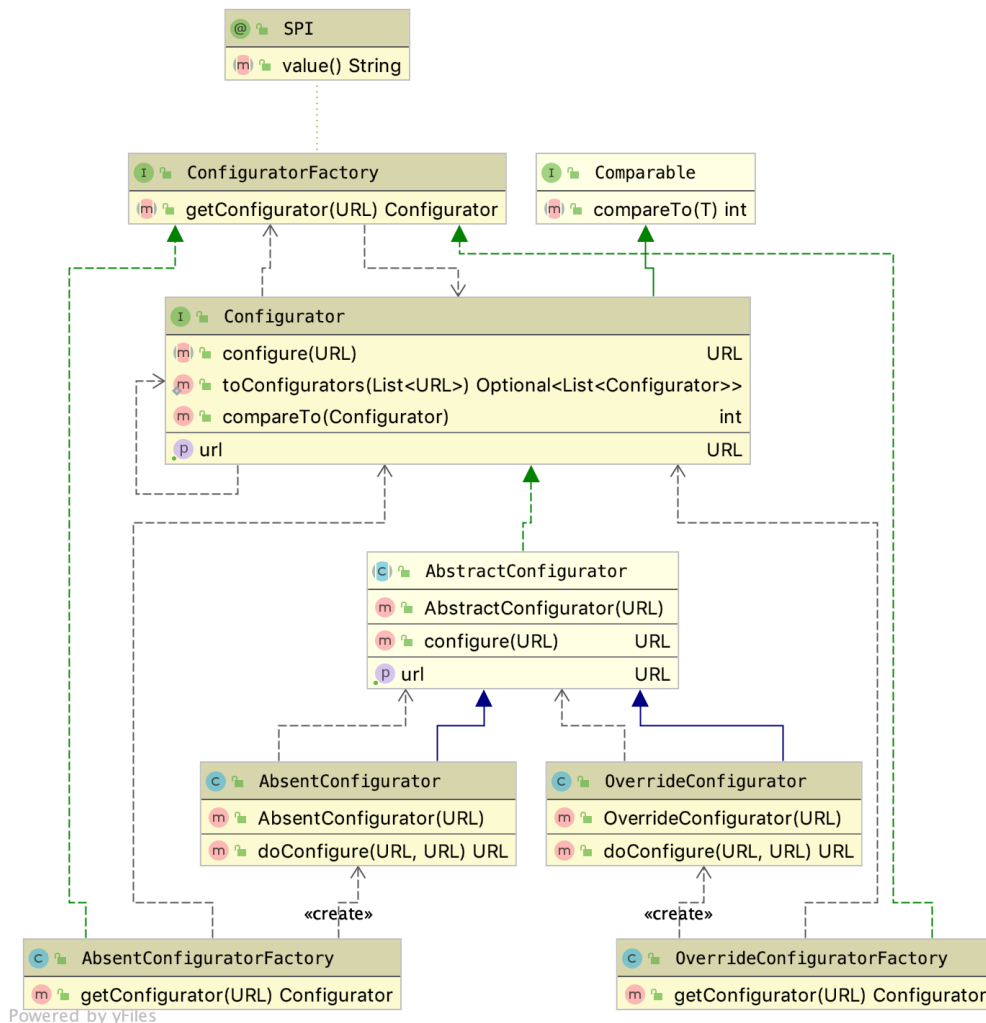 SPI
value() String
ConfiguratorFactory
getConfigurator(URL) Configurator
Comparable
compareTo(T) int
Configurator
configure(URL) URL
toConfigurators(List<URL>) Optional<List<Configurator>>
compareTo(Configurator) int
url URL
AbstractConfigurator
AbstractConfigurator(URL)
configure(URL) URL
url URL
AbsentConfigurator
AbsentConfigurator(URL)
doConfigure(URL, URL) URL
OverrideConfigurator
OverrideConfigurator(URL)
doConfigure(URL, URL) URL
«create»
«create»
AbsentConfiguratorFactory
getConfigurator(URL) Configurator
OverrideConfiguratorFactory
getConfigurator(URL) Configurator
Powered by yFiles